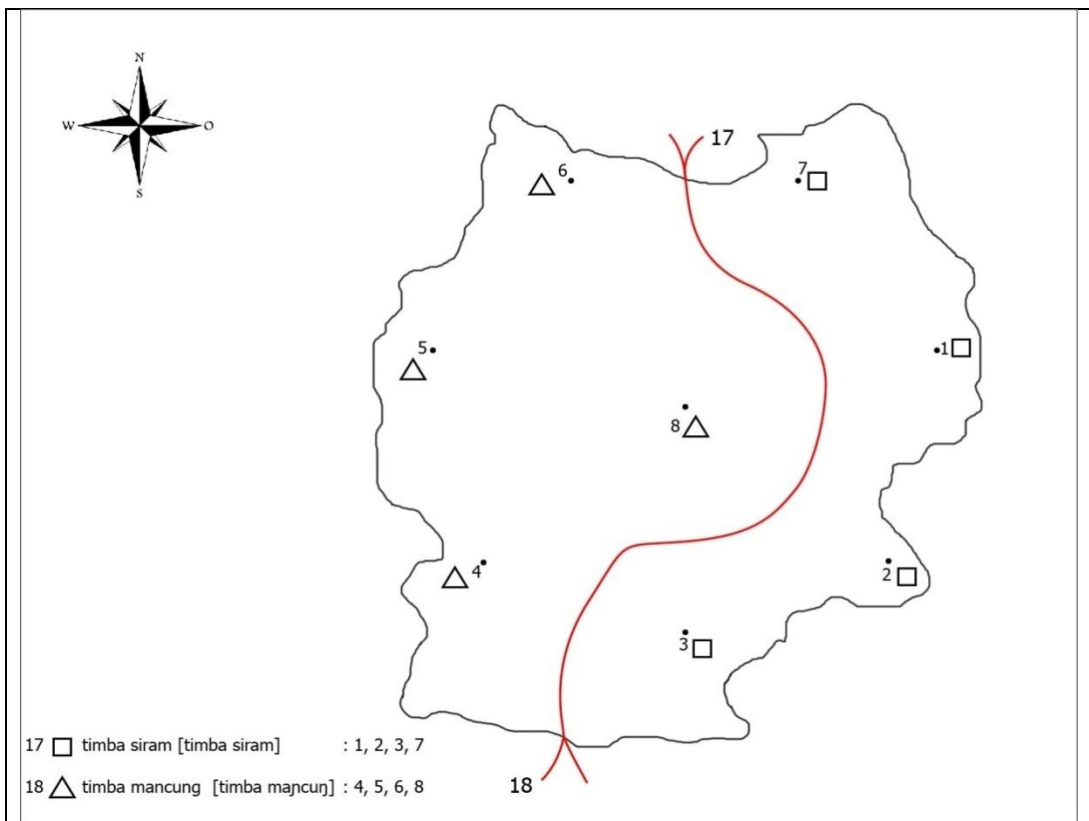 N
W O
S
17
6 7
5 1
8
4 2
3
17 □ timba siram [timba siram] : 1, 2, 3, 7
18 △ timba mancung [timba maɲcuŋ] : 4, 5, 6, 8
18